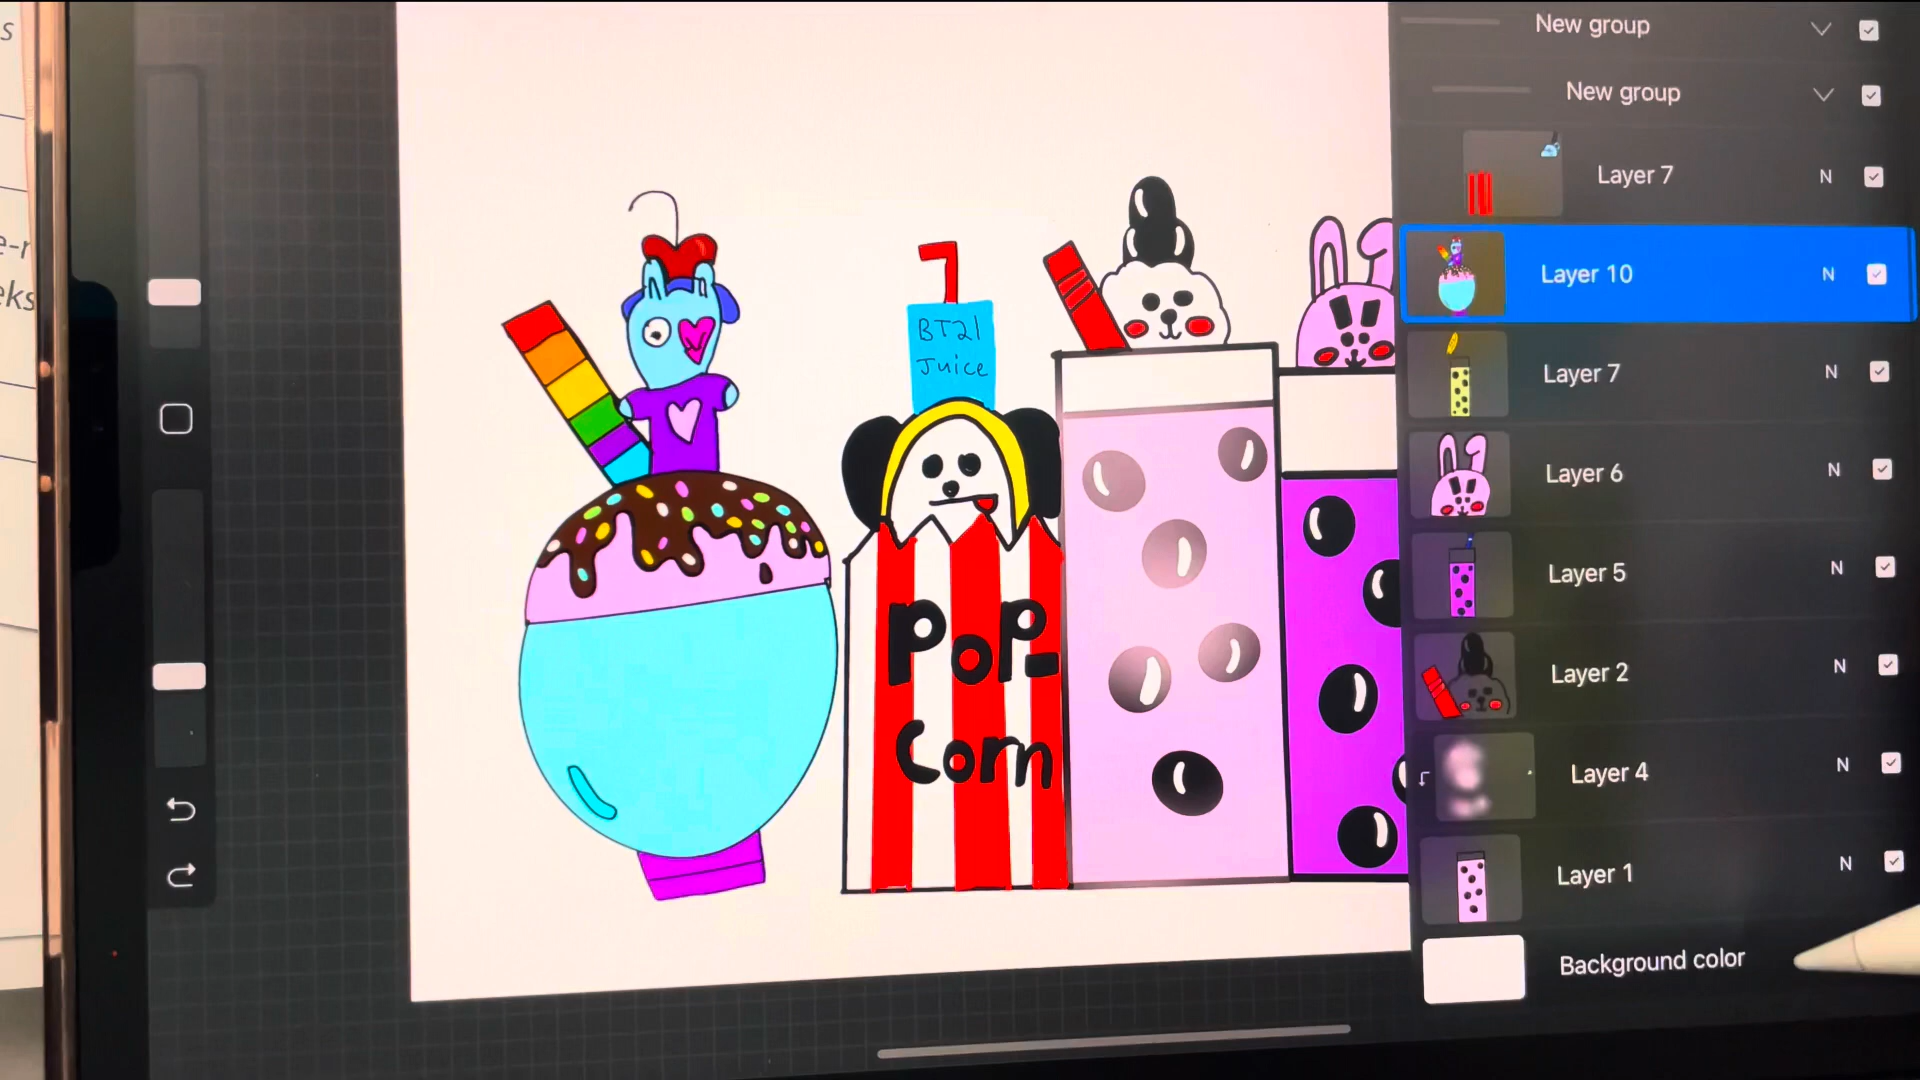 s
e-r
eks
BT21
Juice
POP-
Corn
New group
New group
Layer 7 N
Layer 10 N
Layer 7 N
Layer 6 N
Layer 5 N
Layer 2 N
Layer 4 N
Layer 1 N
Background color